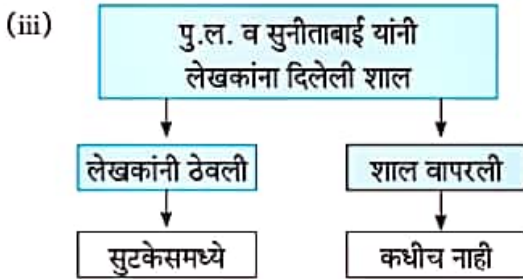 (iii)
पु.ल. व सुनीताबाई यांनी
लेखकांना दिलेली शाल
लेखकांनी ठेवली
शाल वापरली
सुटकेसमध्ये
कधीच नाही